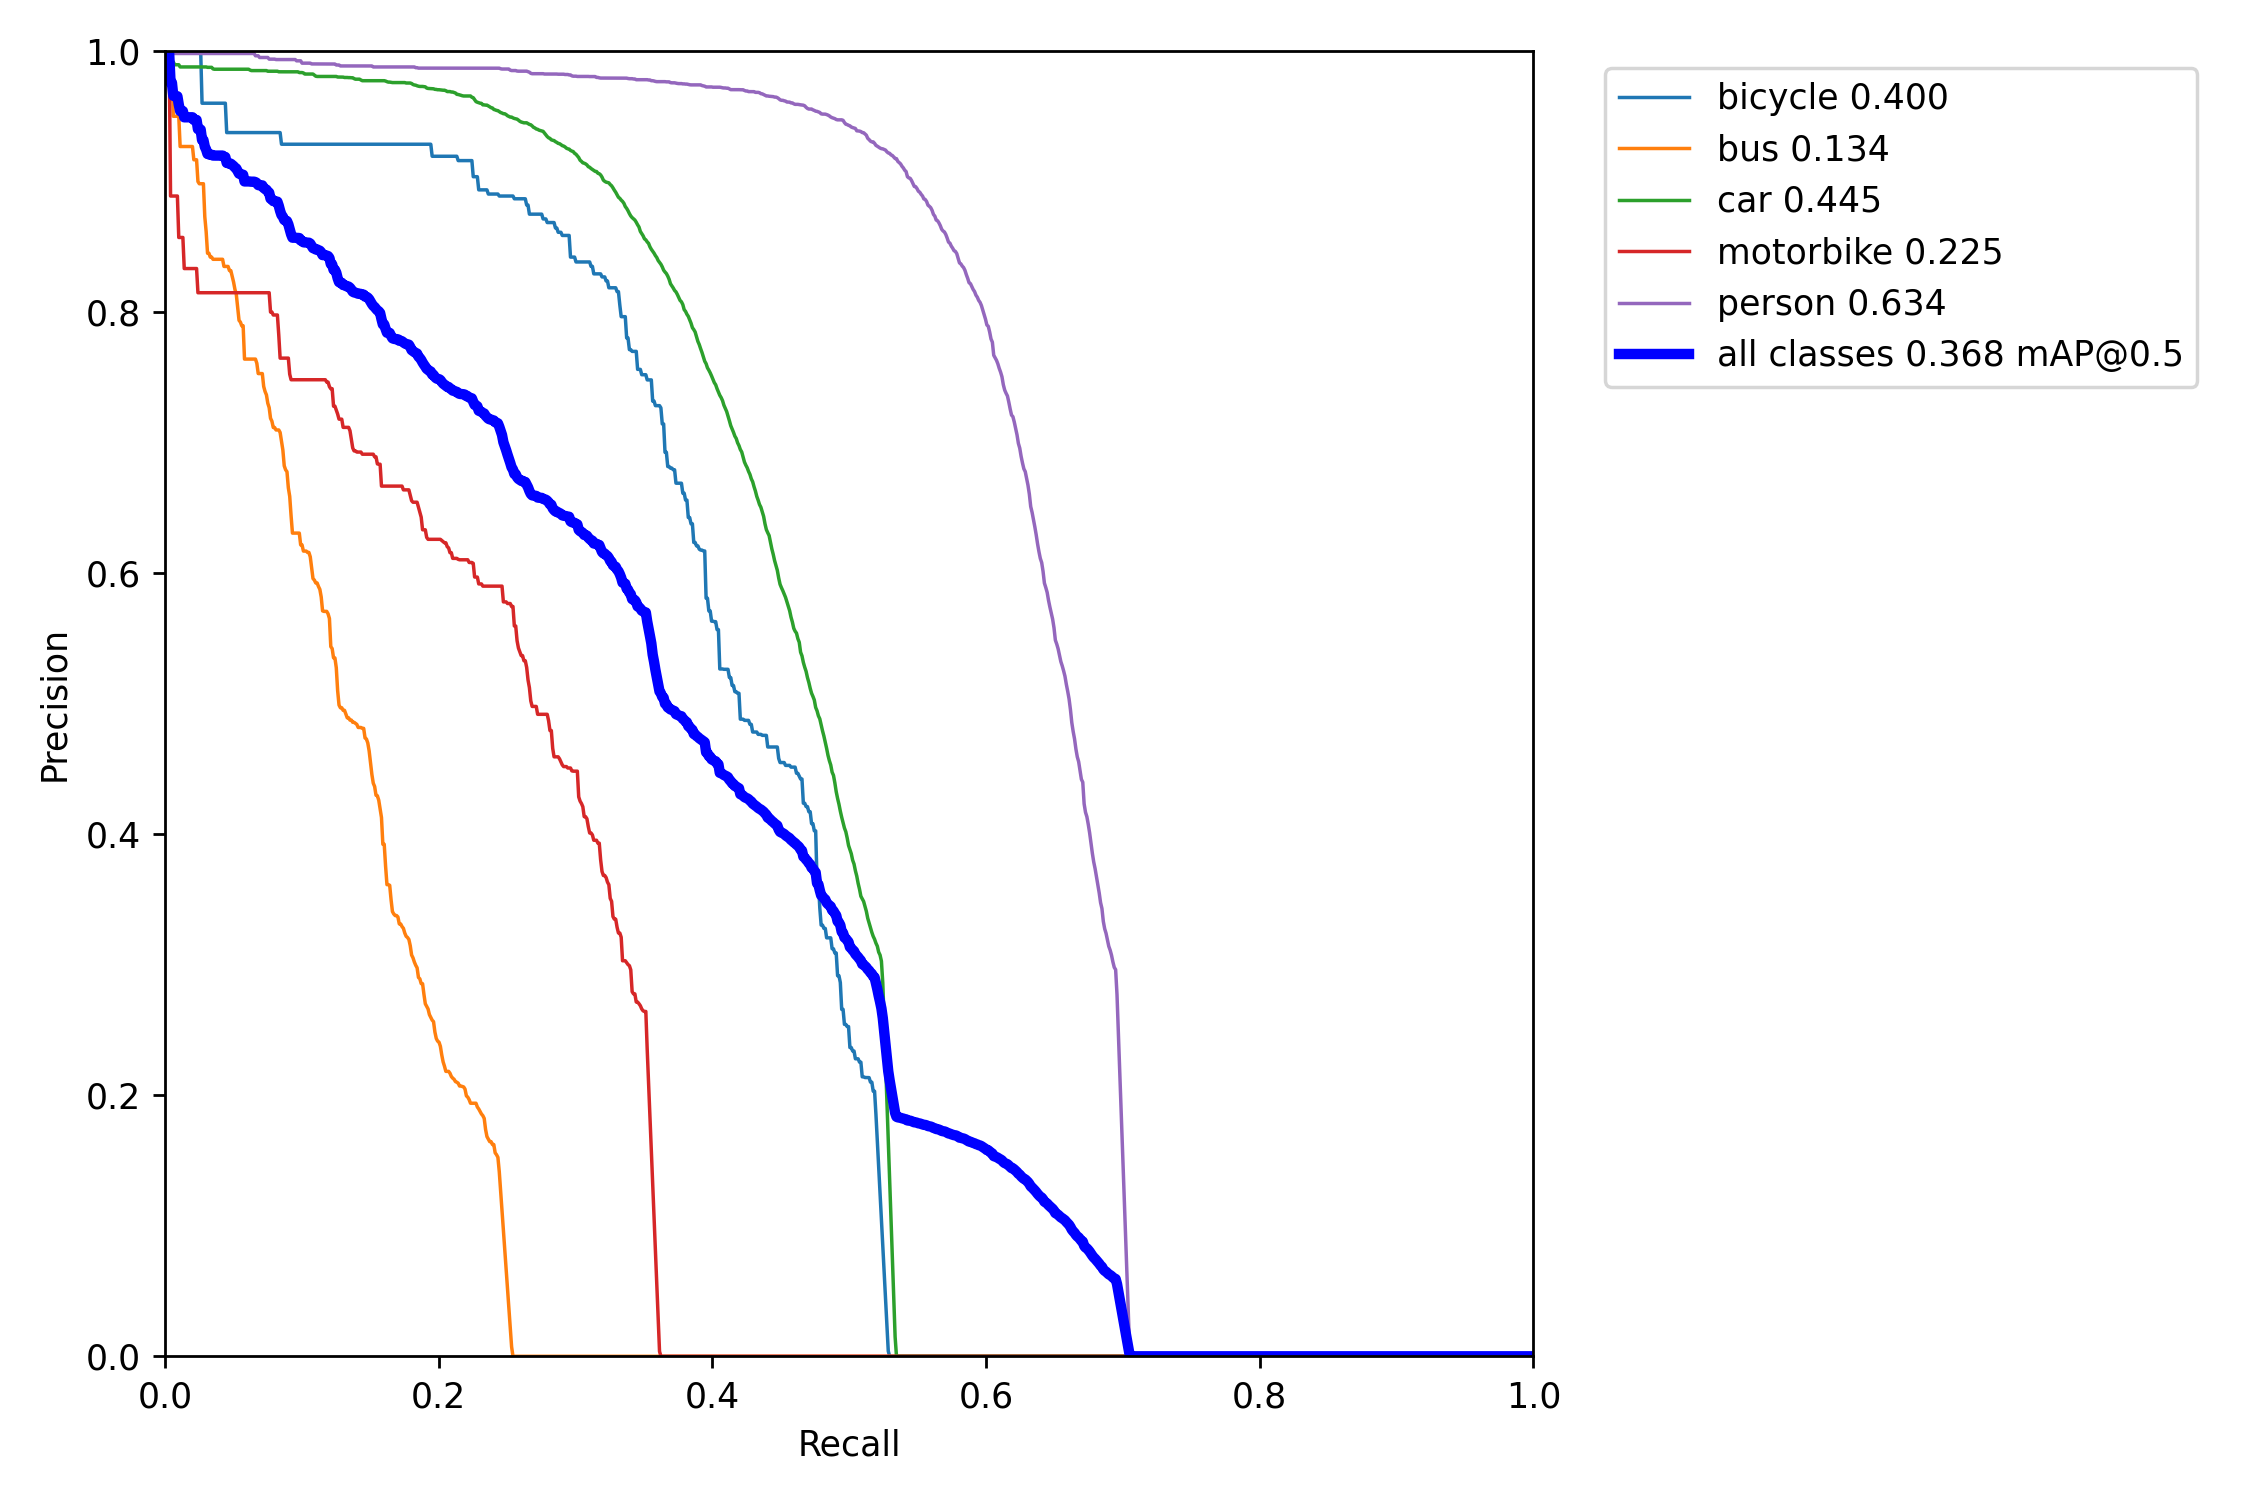 1.0
0.8
0.6
0.4
0.2
0.0
Precision
0.0 0.2 0.4 0.6 0.8 1.0
Recall
bicycle 0.400
bus 0.134
car 0.445
motorbike 0.225
person 0.634
all classes 0.368 mAP@0.5